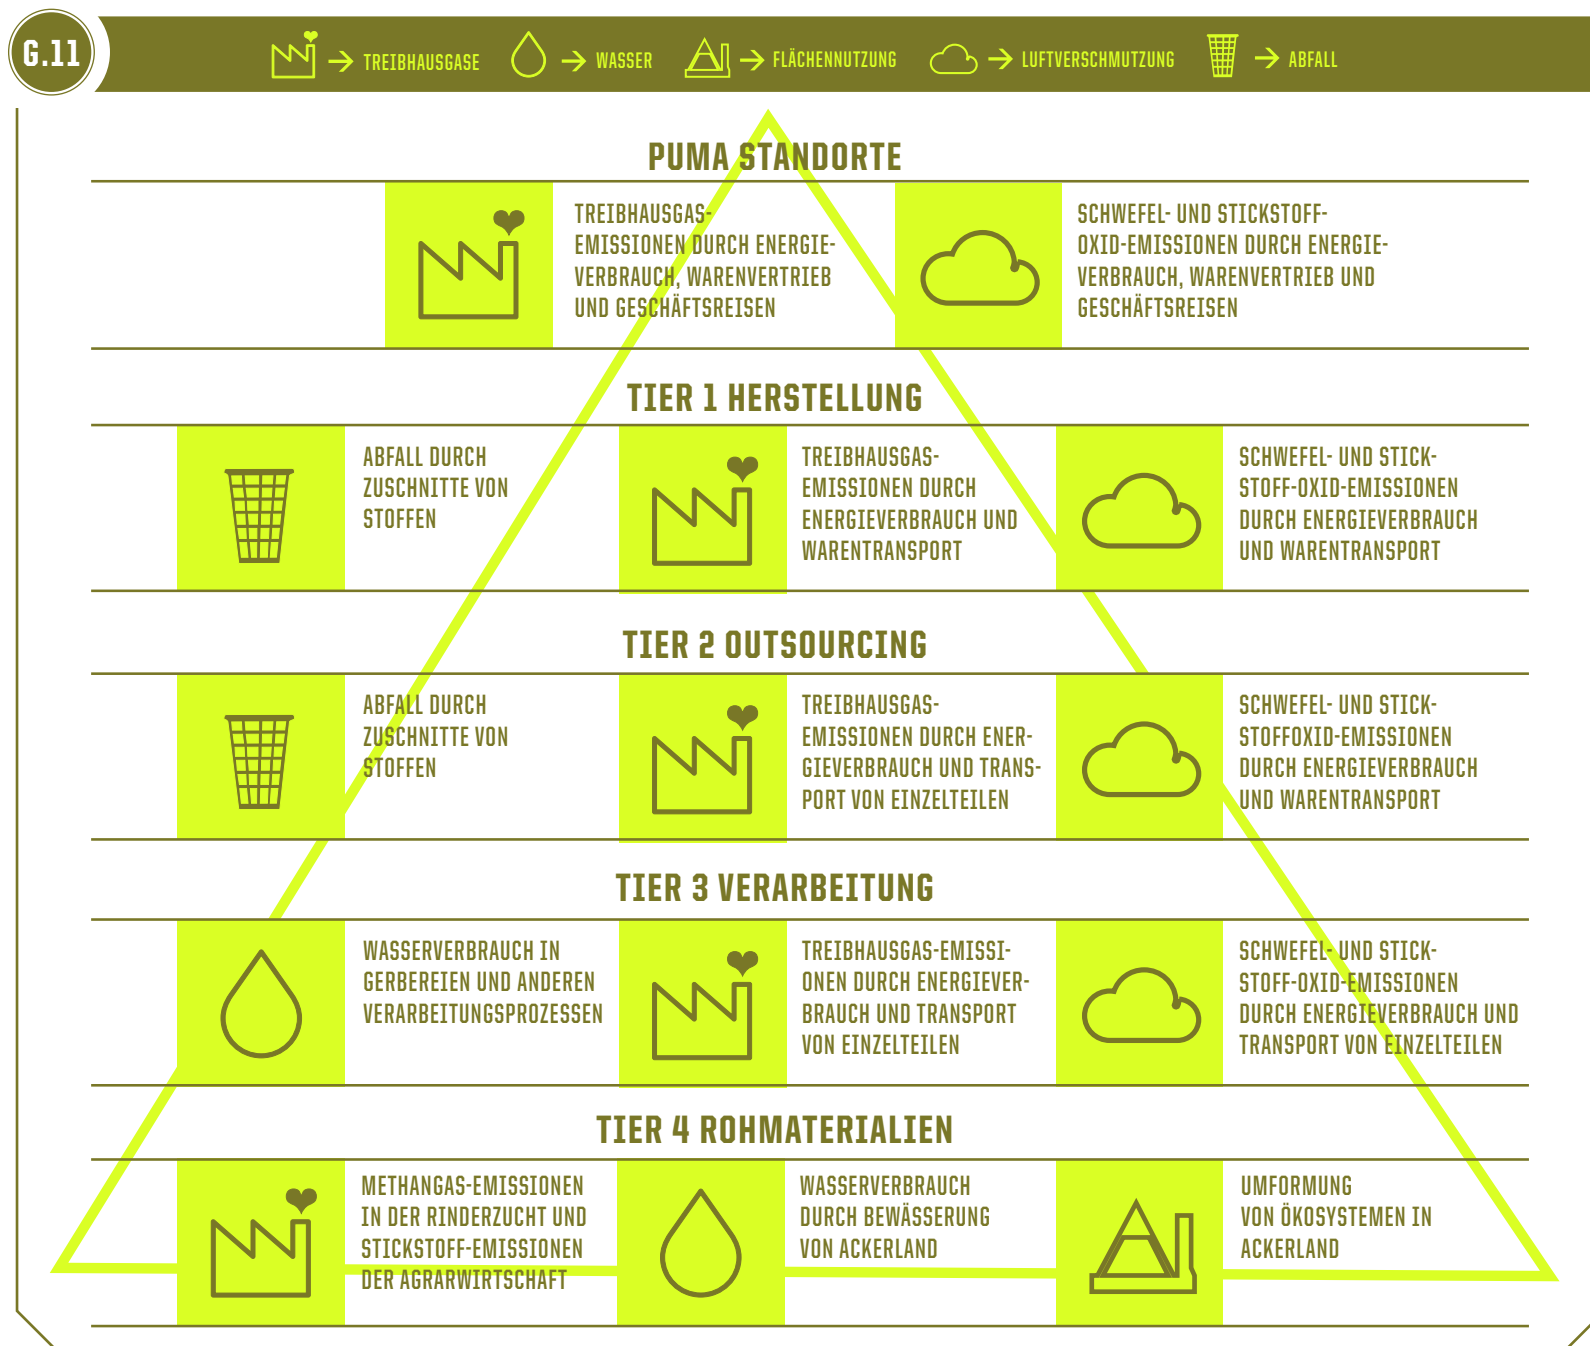 G.11
→ TREIBHAUSGASE → WASSER → FLÄCHENNUTZUNG → LUFTVERSCHMUTZUNG → ABFALL
PUMA STANDORTE
TREIBHAUSGAS-
EMISSIONEN DURCH ENERGIE-
VERBRAUCH, WARENVERTRIEB
UND GESCHÄFTSREISEN
SCHWEFEL- UND STICKSTOFF-
OXID-EMISSIONEN DURCH ENERGIE-
VERBRAUCH, WARENVERTRIEB UND
GESCHÄFTSREISEN
TIER 1 HERSTELLUNG
ABFALL DURCH
ZUSCHNITTE VON
STOFFEN
TREIBHAUSGAS-
EMISSIONEN DURCH
ENERGIEVERBRAUCH UND
WARENTRANSPORT
SCHWEFEL- UND STICK-
STOFF-OXID-EMISSIONEN
DURCH ENERGIEVERBRAUCH
UND WARENTRANSPORT
TIER 2 OUTSOURCING
ABFALL DURCH
ZUSCHNITTE VON
STOFFEN
TREIBHAUSGAS-
EMISSIONEN DURCH ENER-
GIEVERBRAUCH UND TRANS-
PORT VON EINZELTEILEN
SCHWEFEL- UND STICK-
STOFFOXID-EMISSIONEN
DURCH ENERGIEVERBRAUCH
UND WARENTRANSPORT
TIER 3 VERARBEITUNG
WASSERVERBRAUCH IN
GERBEREIEN UND ANDEREN
VERARBEITUNGSPROZESSEN
TREIBHAUSGAS-EMISSI-
ONEN DURCH ENERGIEVER-
BRAUCH UND TRANSPORT
VON EINZELTEILEN
SCHWEFEL- UND STICK-
STOFF-OXID-EMISSIONEN
DURCH ENERGIEVERBRAUCH UND
TRANSPORT VON EINZELTEILEN
TIER 4 ROHMATERIALIEN
METHANGAS-EMISSIONEN
IN DER RINDERZUCHT UND
STICKSTOFF-EMISSIONEN
DER AGRARWIRTSCHAFT
WASSERVERBRAUCH
DURCH BEWÄSSERUNG
VON ACKERLAND
UMFORMUNG
VON ÖKOSYSTEMEN IN
ACKERLAND